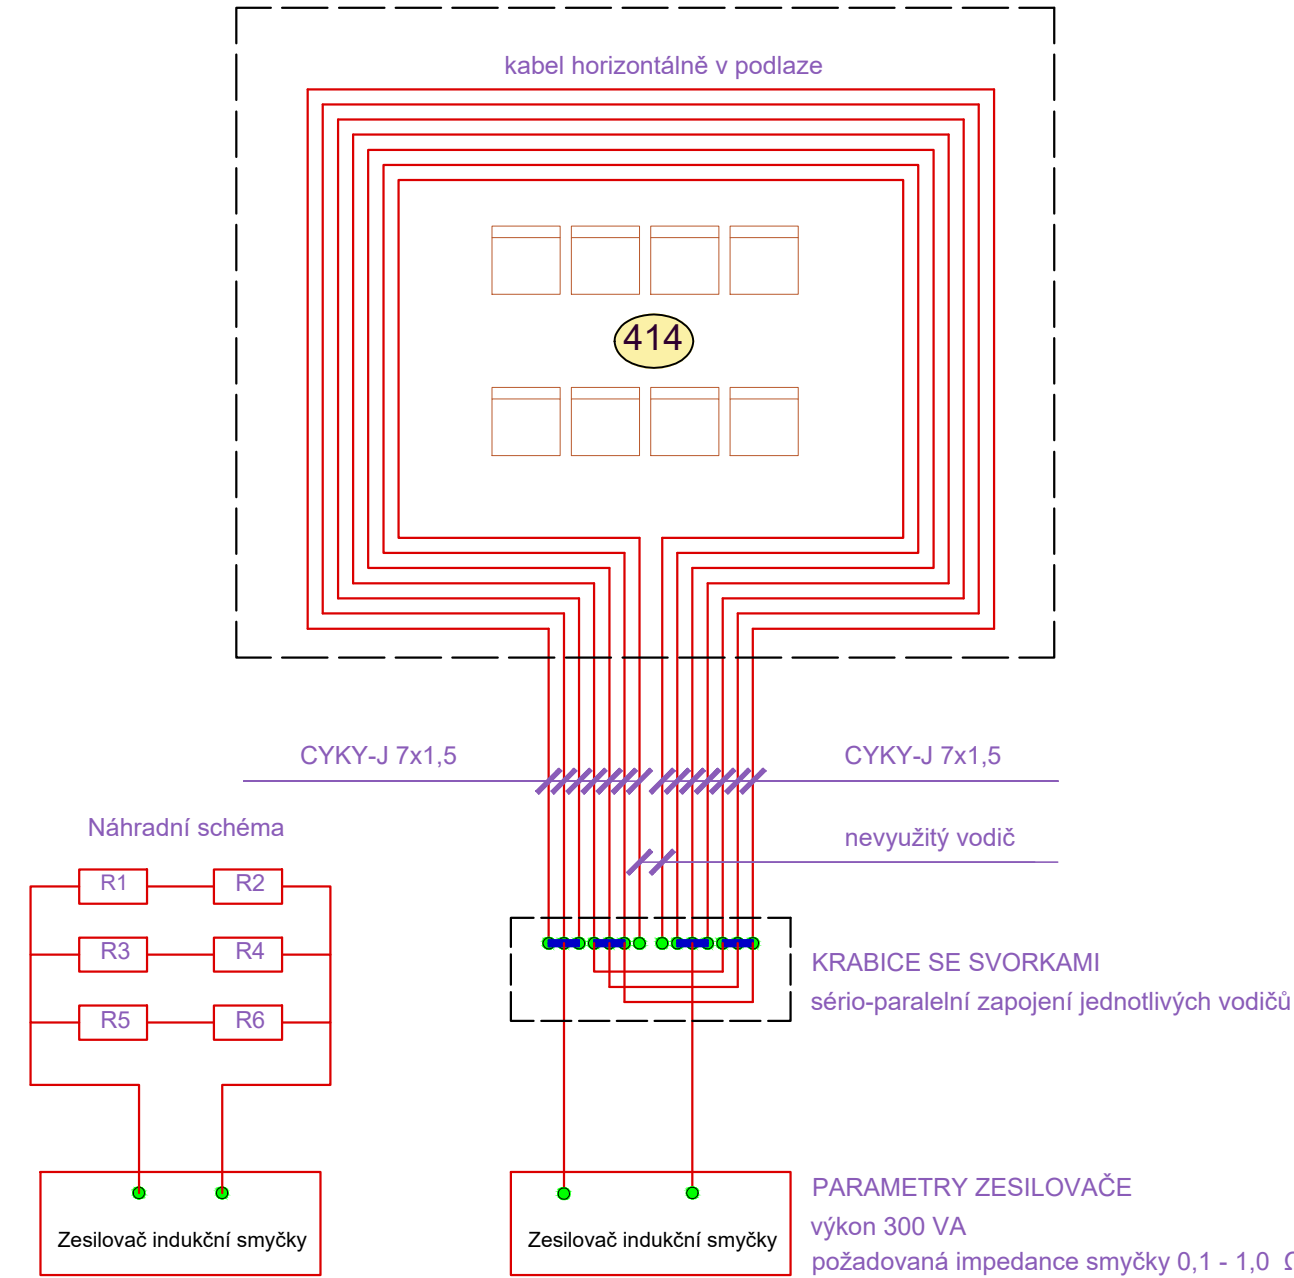 kabel horizontálně v podlaze
414
CYKY-J 7x1,5
CYKY-J 7x1,5
Náhradní schéma
nevyužitý vodič
R1
R2
R3
R4
R5
R6
KRABICE SE SVORKAMI
sério-paralelní zapojení jednotlivých vodičů
Zesilovač indukční smyčky
Zesilovač indukční smyčky
PARAMETRY ZESILOVAČE
výkon 300 VA
požadovaná impedance smyčky 0,1 - 1,0 Ω